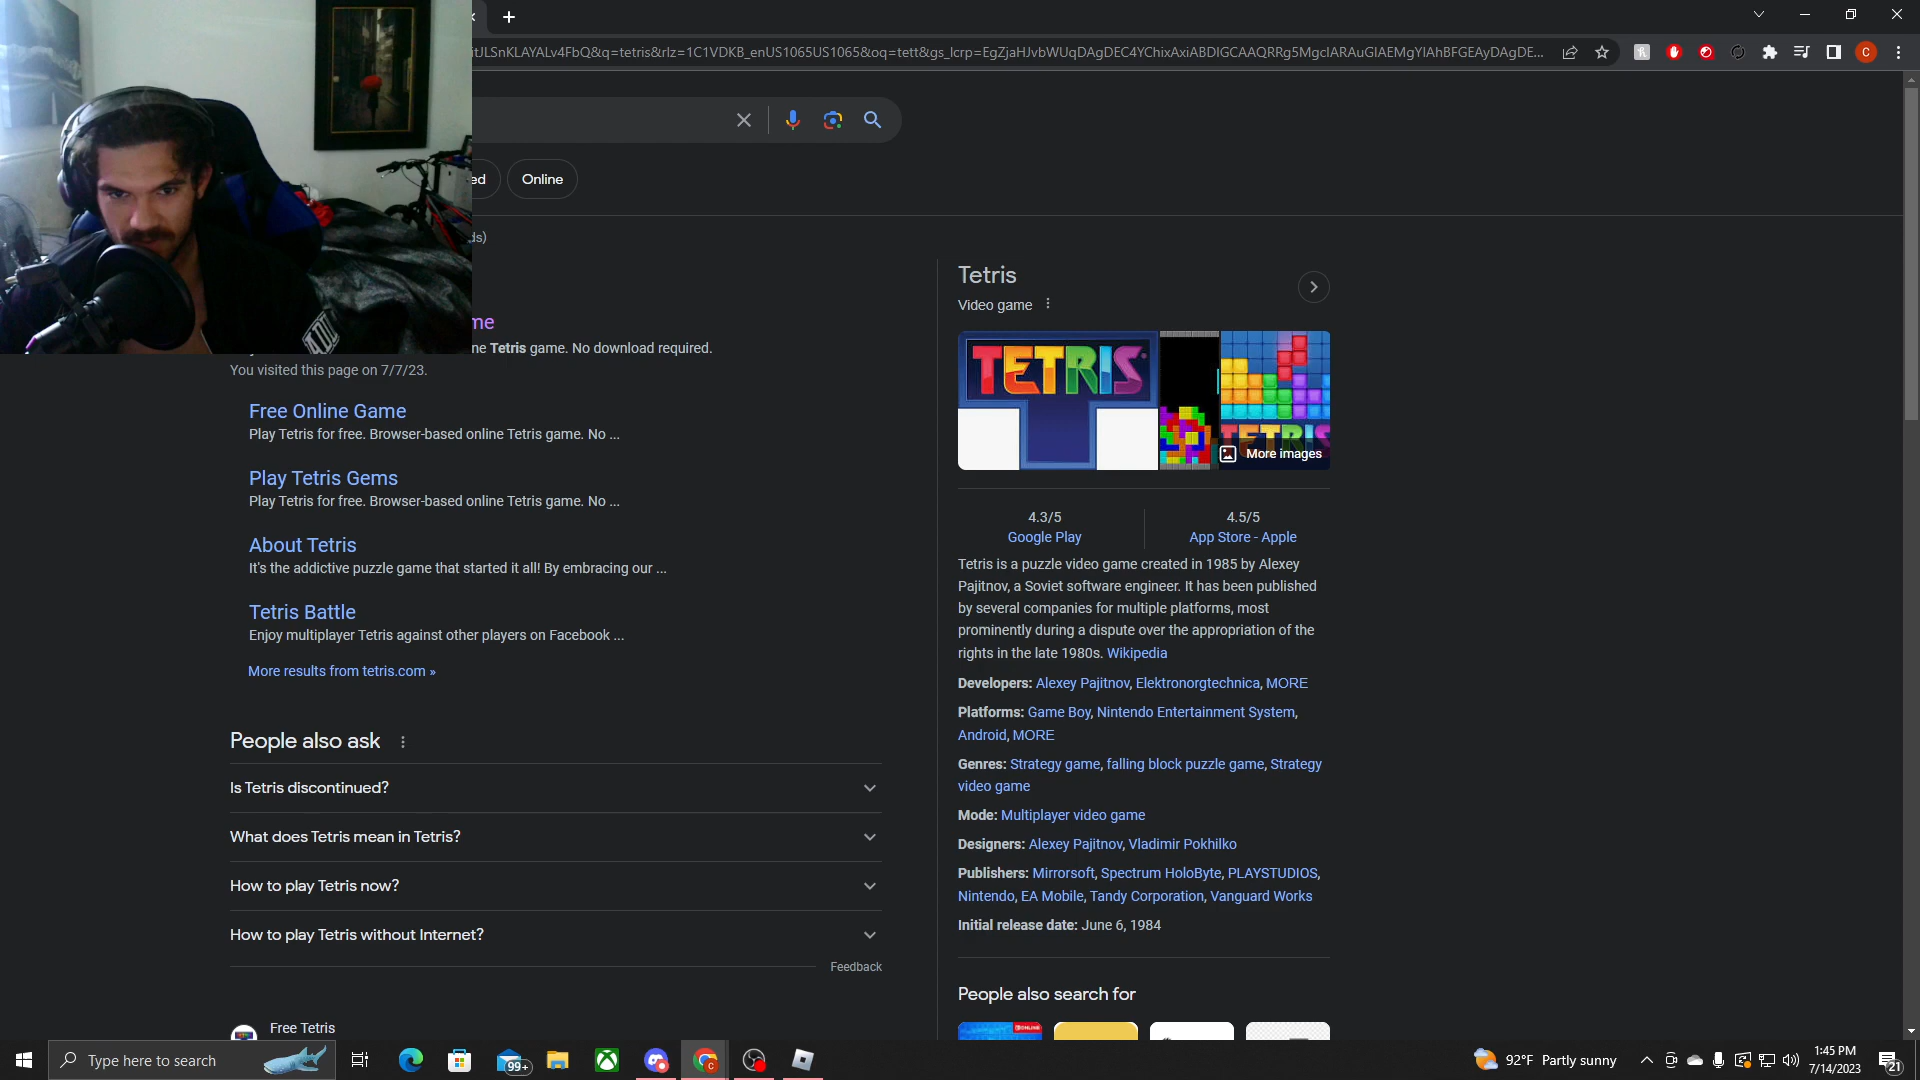 itJLSnKLAYALv4FbQ&q=tetris&rlz=1C1VDKB_enUS1065US1065&oq=tett&gs_lcrp=EgZjaHJvbWUqDAgDEC4YChixAxiABDIGCAAQRRg5MgcIARAuGIAEMgYIAhBFGEAyDAgDE...
C
ed
Online
ds)
me
ne Tetris game. No download required.
You visited this page on 7/7/23.
Free Online Game
Play Tetris for free. Browser-based online Tetris game. No ...
Play Tetris Gems
Play Tetris for free. Browser-based online Tetris game. No ...
About Tetris
It's the addictive puzzle game that started it all! By embracing our ...
Tetris Battle
Enjoy multiplayer Tetris against other players on Facebook ...
More results from tetris.com »
People also ask
Is Tetris discontinued?
What does Tetris mean in Tetris?
How to play Tetris now?
How to play Tetris without Internet?
Feedback
Free Tetris
Tetris
Video game
TETRIS
TETRIS
More images
4.3/5
Google Play
4.5/5
App Store - Apple
Tetris is a puzzle video game created in 1985 by Alexey
Pajitnov, a Soviet software engineer. It has been published
by several companies for multiple platforms, most
prominently during a dispute over the appropriation of the
rights in the late 1980s. Wikipedia
Developers: Alexey Pajitnov, Elektronorgtechnica, MORE
Platforms: Game Boy, Nintendo Entertainment System,
Android, MORE
Genres: Strategy game, falling block puzzle game, Strategy
video game
Mode: Multiplayer video game
Designers: Alexey Pajitnov, Vladimir Pokhilko
Publishers: Mirrorsoft, Spectrum HoloByte, PLAYSTUDIOS,
Nintendo, EA Mobile, Tandy Corporation, Vanguard Works
Initial release date: June 6, 1984
People also search for
ONLINE
Type here to search
99+
C
92°F Partly sunny
1:45 PM
7/14/2023
21